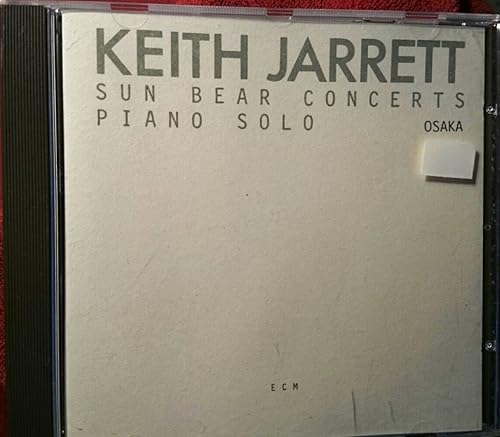 KEITH JARRETT
SUN BEAR CONCERTS
PIANO SOLO
OSAKA
ECM